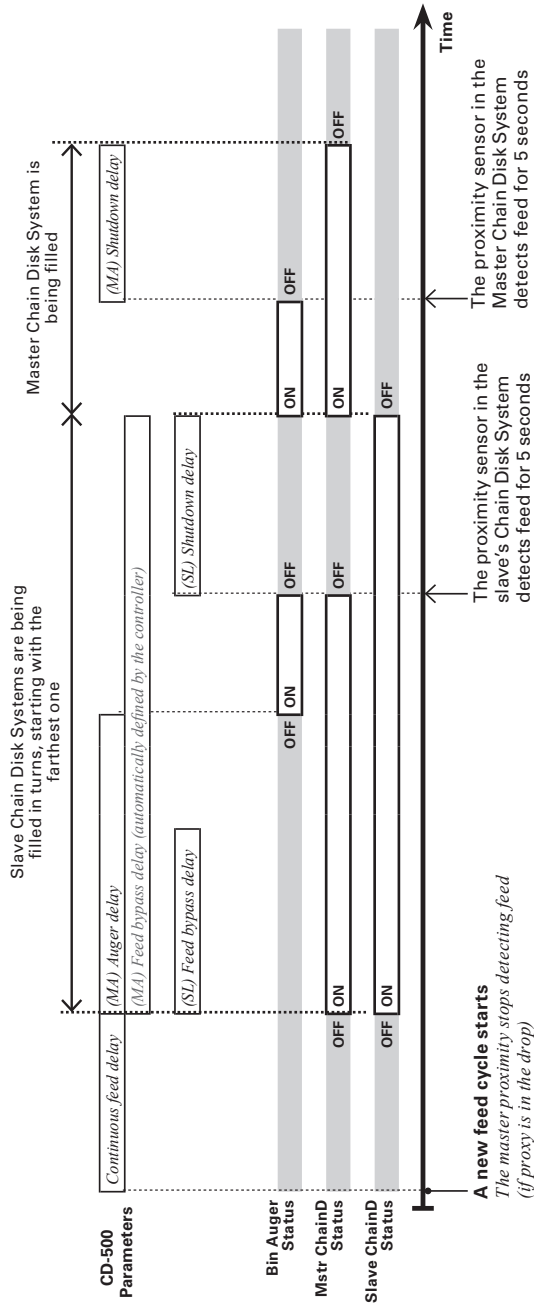 Slave Chain Disk Systems are being
filled in turns, starting with the
farthest one
Master Chain Disk System is
being filled
CD-500
Parameters
Continuous feed delay
(MA) Auger delay
(MA) Shutdown delay
(MA) Feed bypass delay (automatically defined by the controller)
(SL) Feed bypass delay
(SL) Shutdown delay
Bin Auger
Status
OFF
ON
OFF
ON
OFF
Mstr ChainD
Status
OFF
ON
OFF
ON
OFF
Slave ChainD
Status
OFF
ON
OFF
Time
A new feed cycle starts
The master proximity stops detecting feed
(if proxy is in the drop)
The proximity sensor in the
slave's Chain Disk System
detects feed for 5 seconds
The proximity sensor in the
Master Chain Disk System
detects feed for 5 seconds